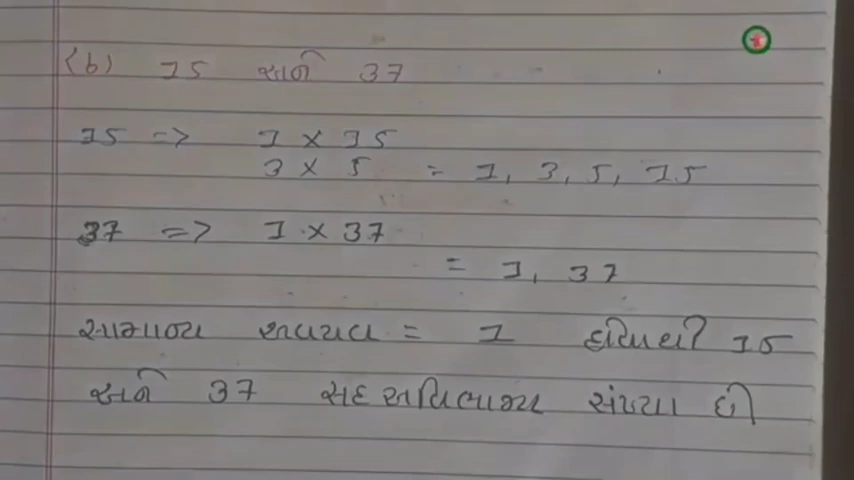 (b) 15 અને 37
15 => 1 × 15
3 × 5 = 1, 3, 5, 15
37 => 1 × 37
= 1, 37
સામાન્ય અવયવ = 1 હોવાથી 15
અને 37 સહઅવિભાજ્ય સંખ્યા છે